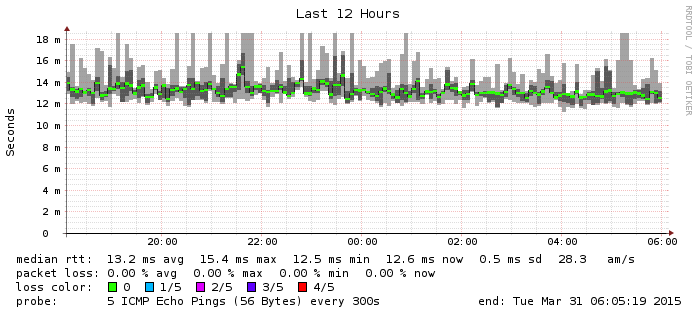 Last 12 Hours
RRDTOOL / TOBI OETIKER
Seconds
18 m
16 m
14 m
12 m
10 m
8 m
6 m
4 m
2 m
0
20:00 22:00 00:00 02:00 04:00 06:00
median rtt: 13.2 ms avg 15.4 ms max 12.5 ms min 12.6 ms now 0.5 ms sd 28.3 am/s
packet loss: 0.00 % avg 0.00 % max 0.00 % min 0.00 % now
loss color: 0 1/5 2/5 3/5 4/5
probe: 5 ICMP Echo Pings (56 Bytes) every 300s end: Tue Mar 31 06:05:19 2015